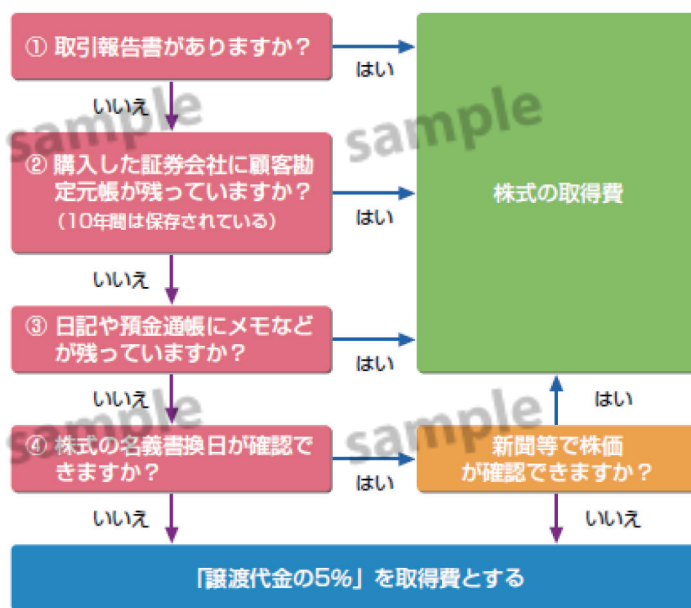 ① 取引報告書がありますか？
はい
いいえ
sample
sample
② 購入した証券会社に顧客勘
定元帳が残っていますか？
（10年間は保存されている）
はい
株式の取得費
いいえ
③ 日記や預金通帳にメモなど
が残っていますか？
はい
いいえ
はい
sample
sample
④ 株式の名義書換日が確認で
きますか？
はい
新聞等で株価
が確認できますか？
いいえ
いいえ
「譲渡代金の5%」を取得費とする